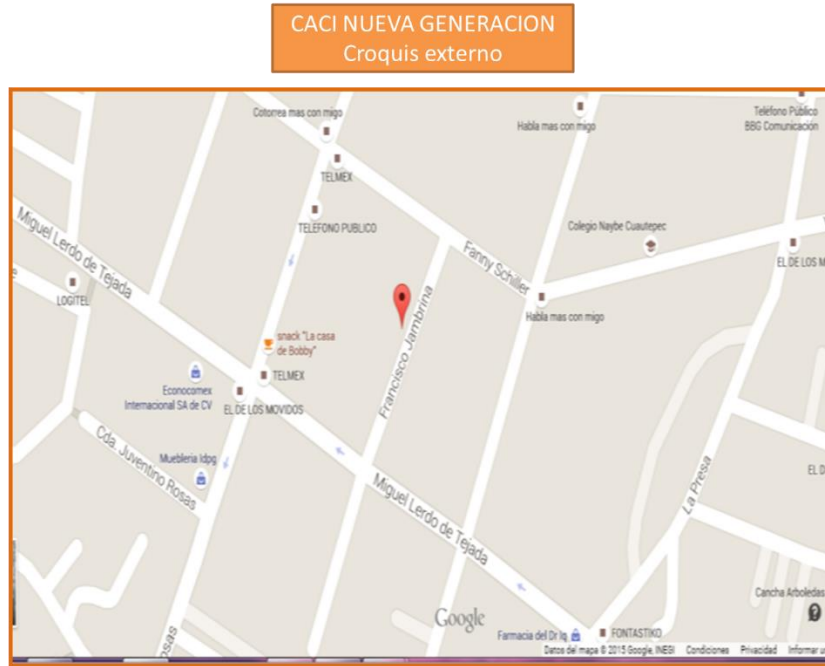 CACI NUEVA GENERACION
Croquis externo
Cotorrea mas con migo
Habla mas con migo
Teléfono Público
BBG Comunicación
TELMEX
TELEFONO PUBLICO
Miguel Lerdo de Tejada
Fanny Schiller
Colegio Naybe Cuautepec
EL DE LOS M
LOGITEL
Francisco Jambrina
Habla mas con migo
snack "La casa
de Bobby"
TELMEX
Econocomex
Internacional SA de CV
EL DE LOS MOVIDOS
Cda. Juventino Rosas
Muebleria Idpg
Miguel Lerdo de Tejada
La Presa
EL D
Cancha Arboledas
Google
Farmacia del Dr Iq
FONTASTIKO
osas
Datos del mapa © 2015 Google, INEGI
Condiciones
Privacidad
Informar u